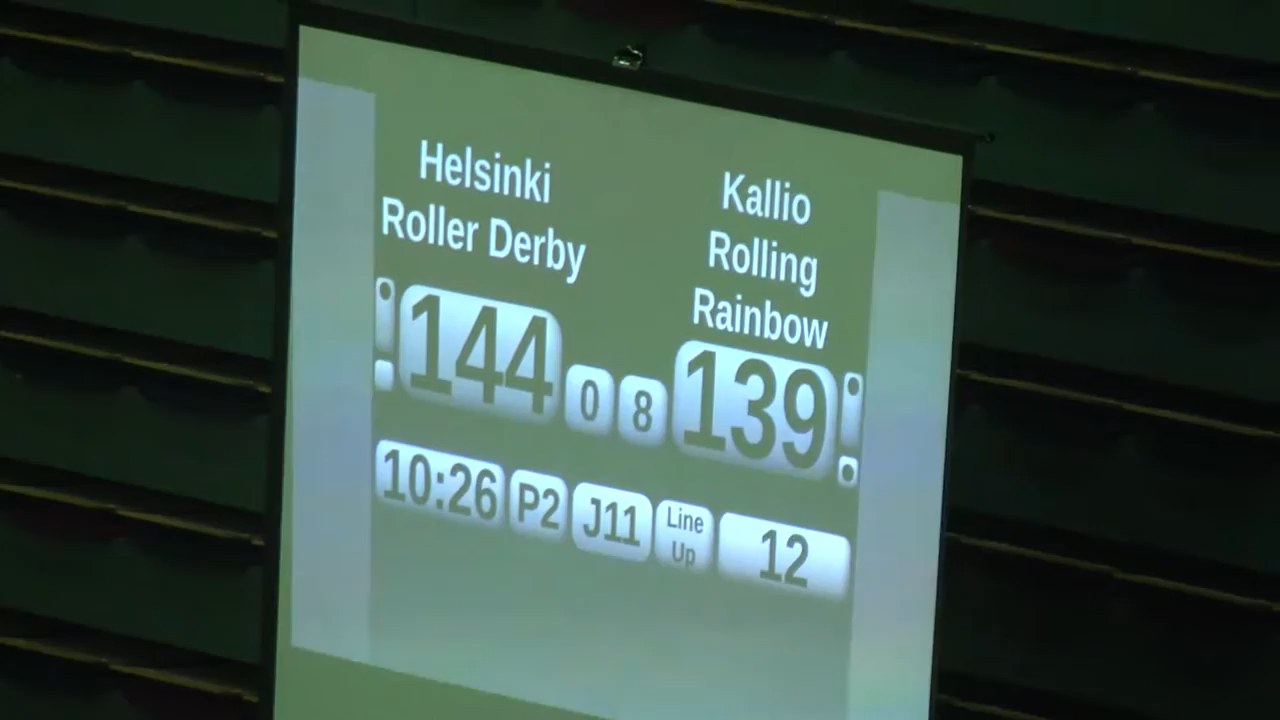 Helsinki
Roller Derby
Kallio
Rolling
Rainbow
144 0 8 139
10:26 P2 J11 Line Up 12